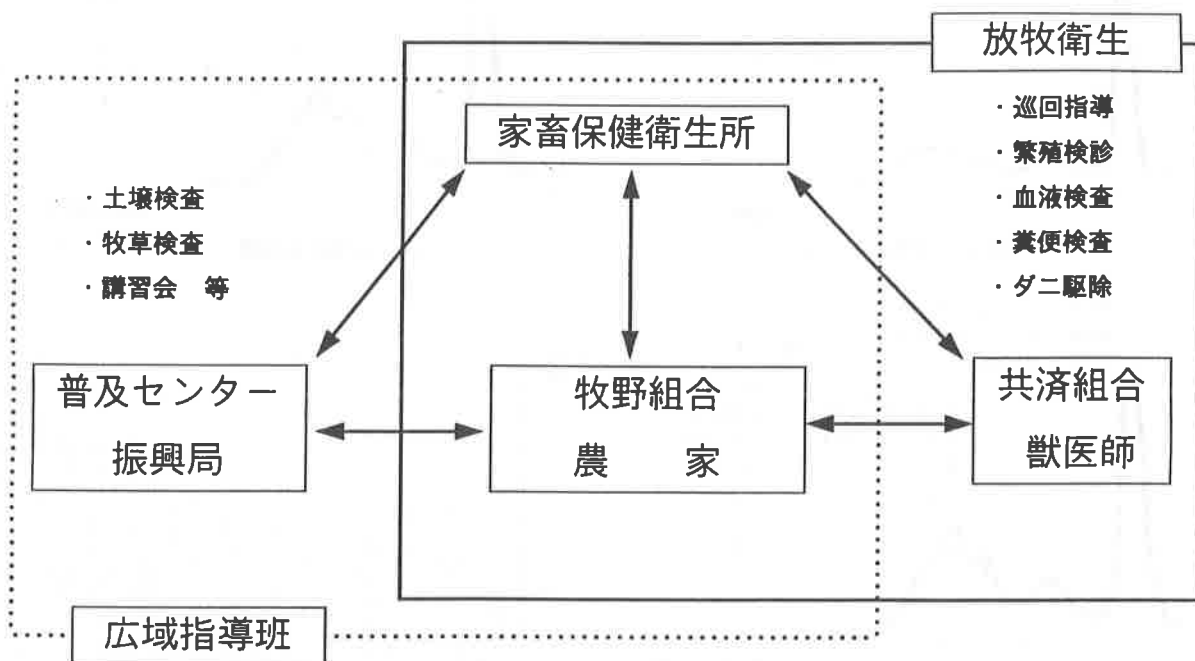 放牧衛生
家畜保健衛生所
・巡回指導
・繁殖検診
・血液検査
・糞便検査
・ダニ駆除
・土壌検査
・牧草検査
・講習会　等
普及センター
振興局
牧野組合
農　　家
共済組合
獣医師
広域指導班